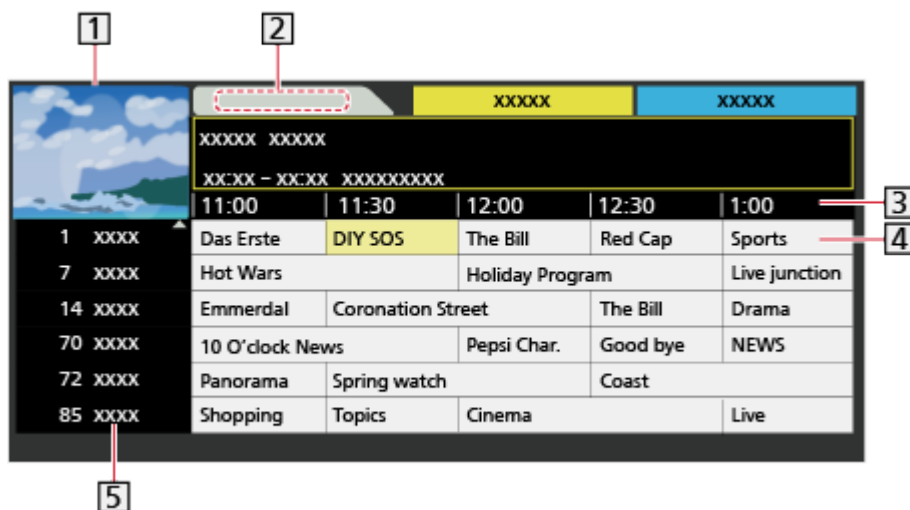 1 2
XXXXX XXXXX
XXXXX XXXXX
XX:XX – XX:XX XXXXXXXXX
11:00 11:30 12:00 12:30 1:00 3
1 XXXX Das Erste DIY SOS The Bill Red Cap Sports 4
7 XXXX Hot Wars Holiday Program Live junction
14 XXXX Emmerdal Coronation Street The Bill Drama
70 XXXX 10 O'clock News Pepsi Char. Good bye NEWS
72 XXXX Panorama Spring watch Coast
85 XXXX Shopping Topics Cinema Live
5